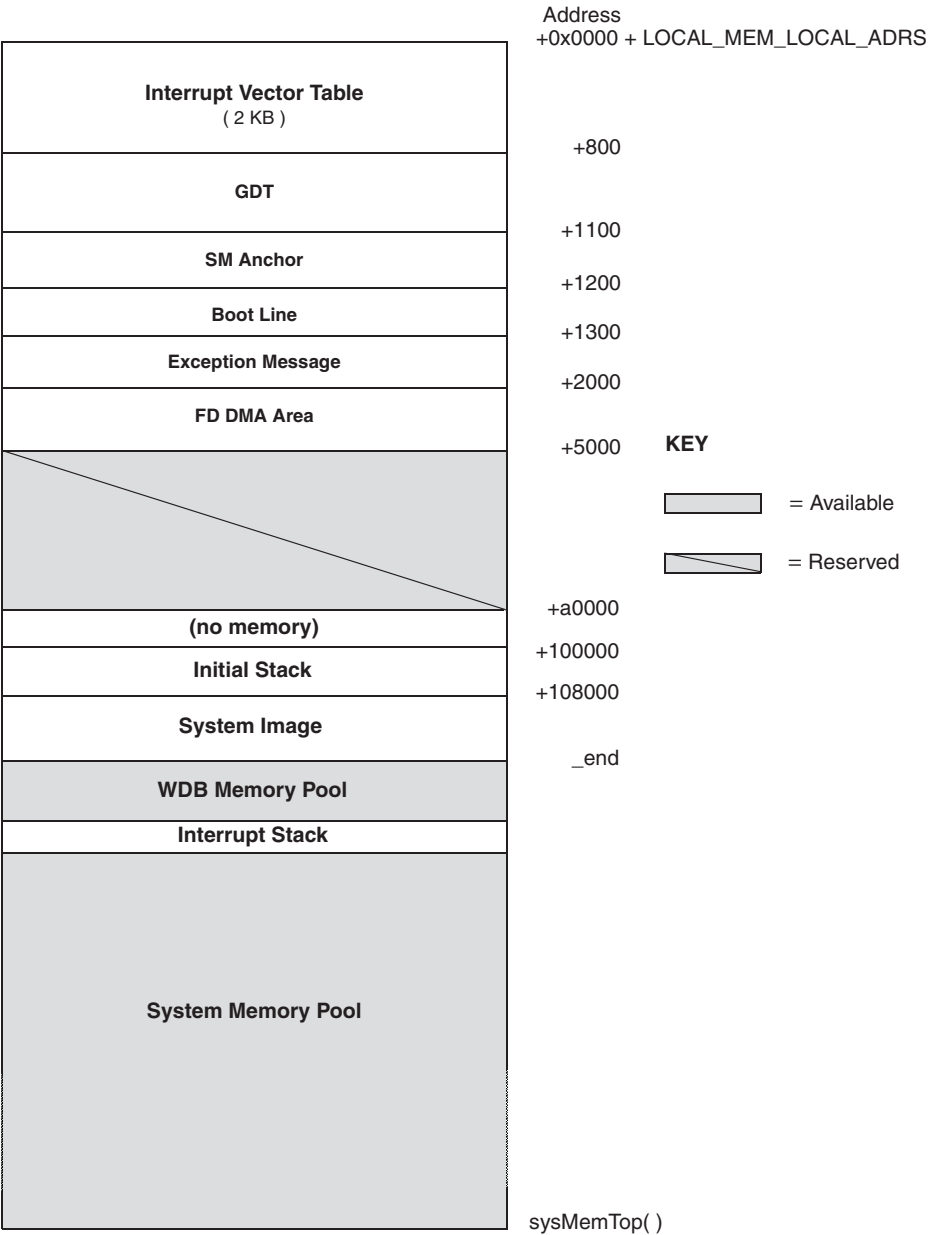 Address
+0x0000 + LOCAL_MEM_LOCAL_ADRS
Interrupt Vector Table
( 2 KB )
+800
GDT
+1100
SM Anchor
+1200
Boot Line
+1300
Exception Message
+2000
FD DMA Area
+5000
KEY
= Available
= Reserved
+a0000
(no memory)
+100000
Initial Stack
+108000
System Image
_end
WDB Memory Pool
Interrupt Stack
System Memory Pool
sysMemTop( )